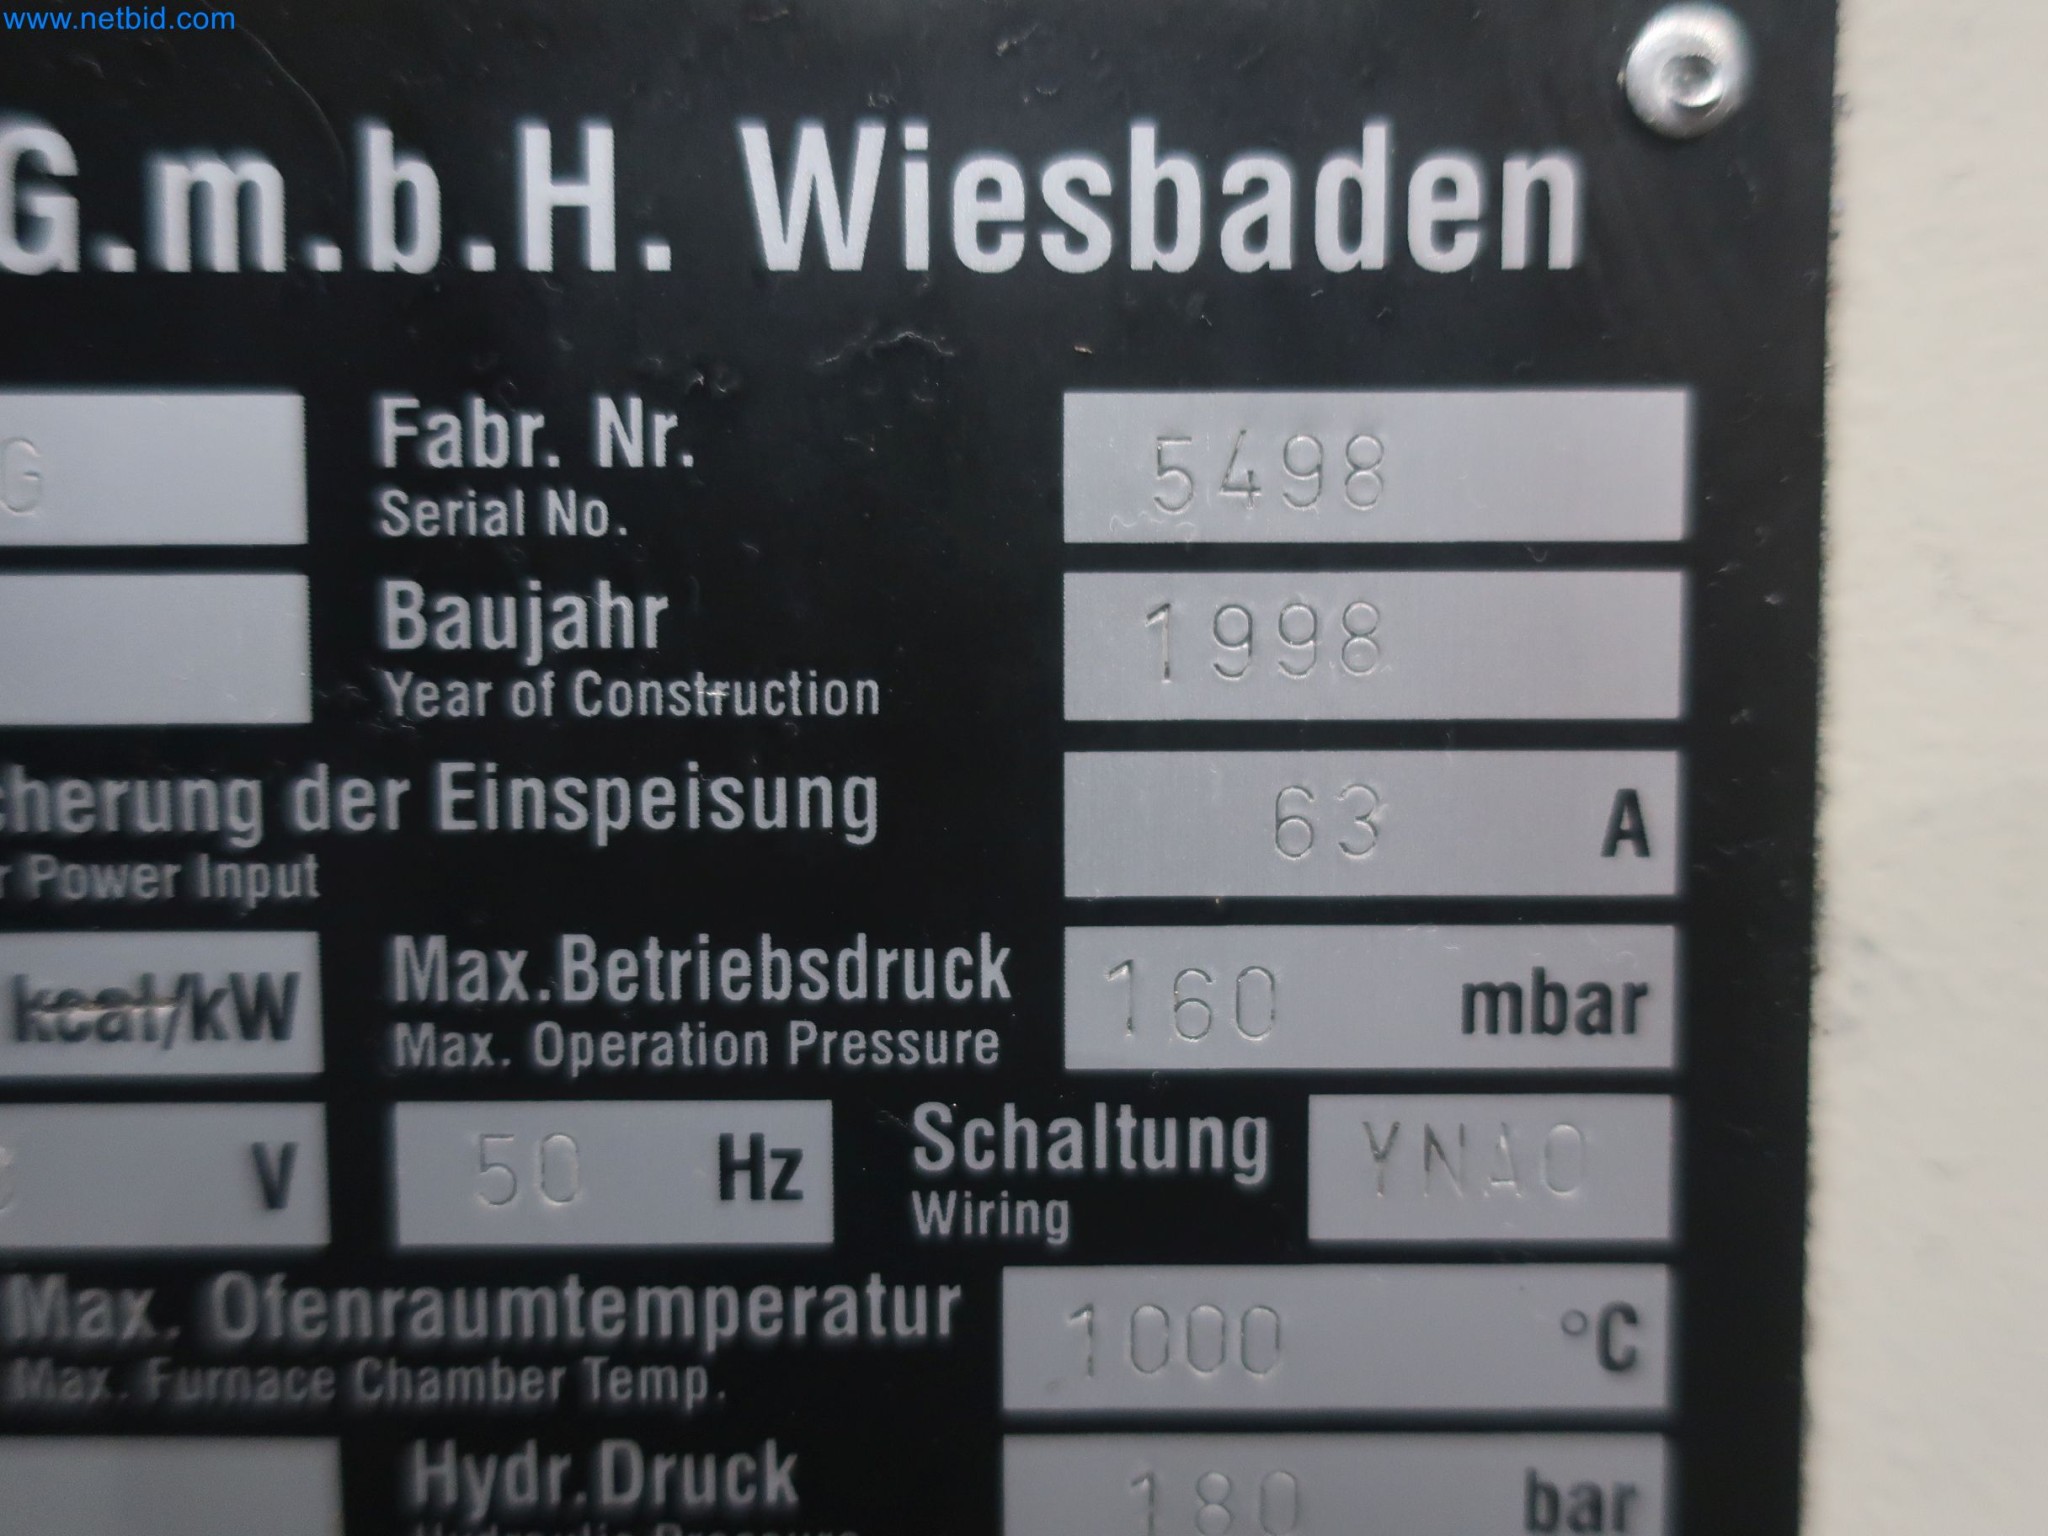 www.netbid.com
G.m.b.H. Wiesbaden
G Fabr. Nr. 5498
Serial No.
Baujahr 1998
Year of Construction
cherung der Einspeisung 63 A
r Power Input
kcal/kW Max.Betriebsdruck 160 mbar
Max. Operation Pressure
V 50 Hz Schaltung YNAO
Wiring
Max. Ofenraumtemperatur 1000 °C
Max. Furnace Chamber Temp.
Hydr.Druck 180 bar
Hydraulic Pressure